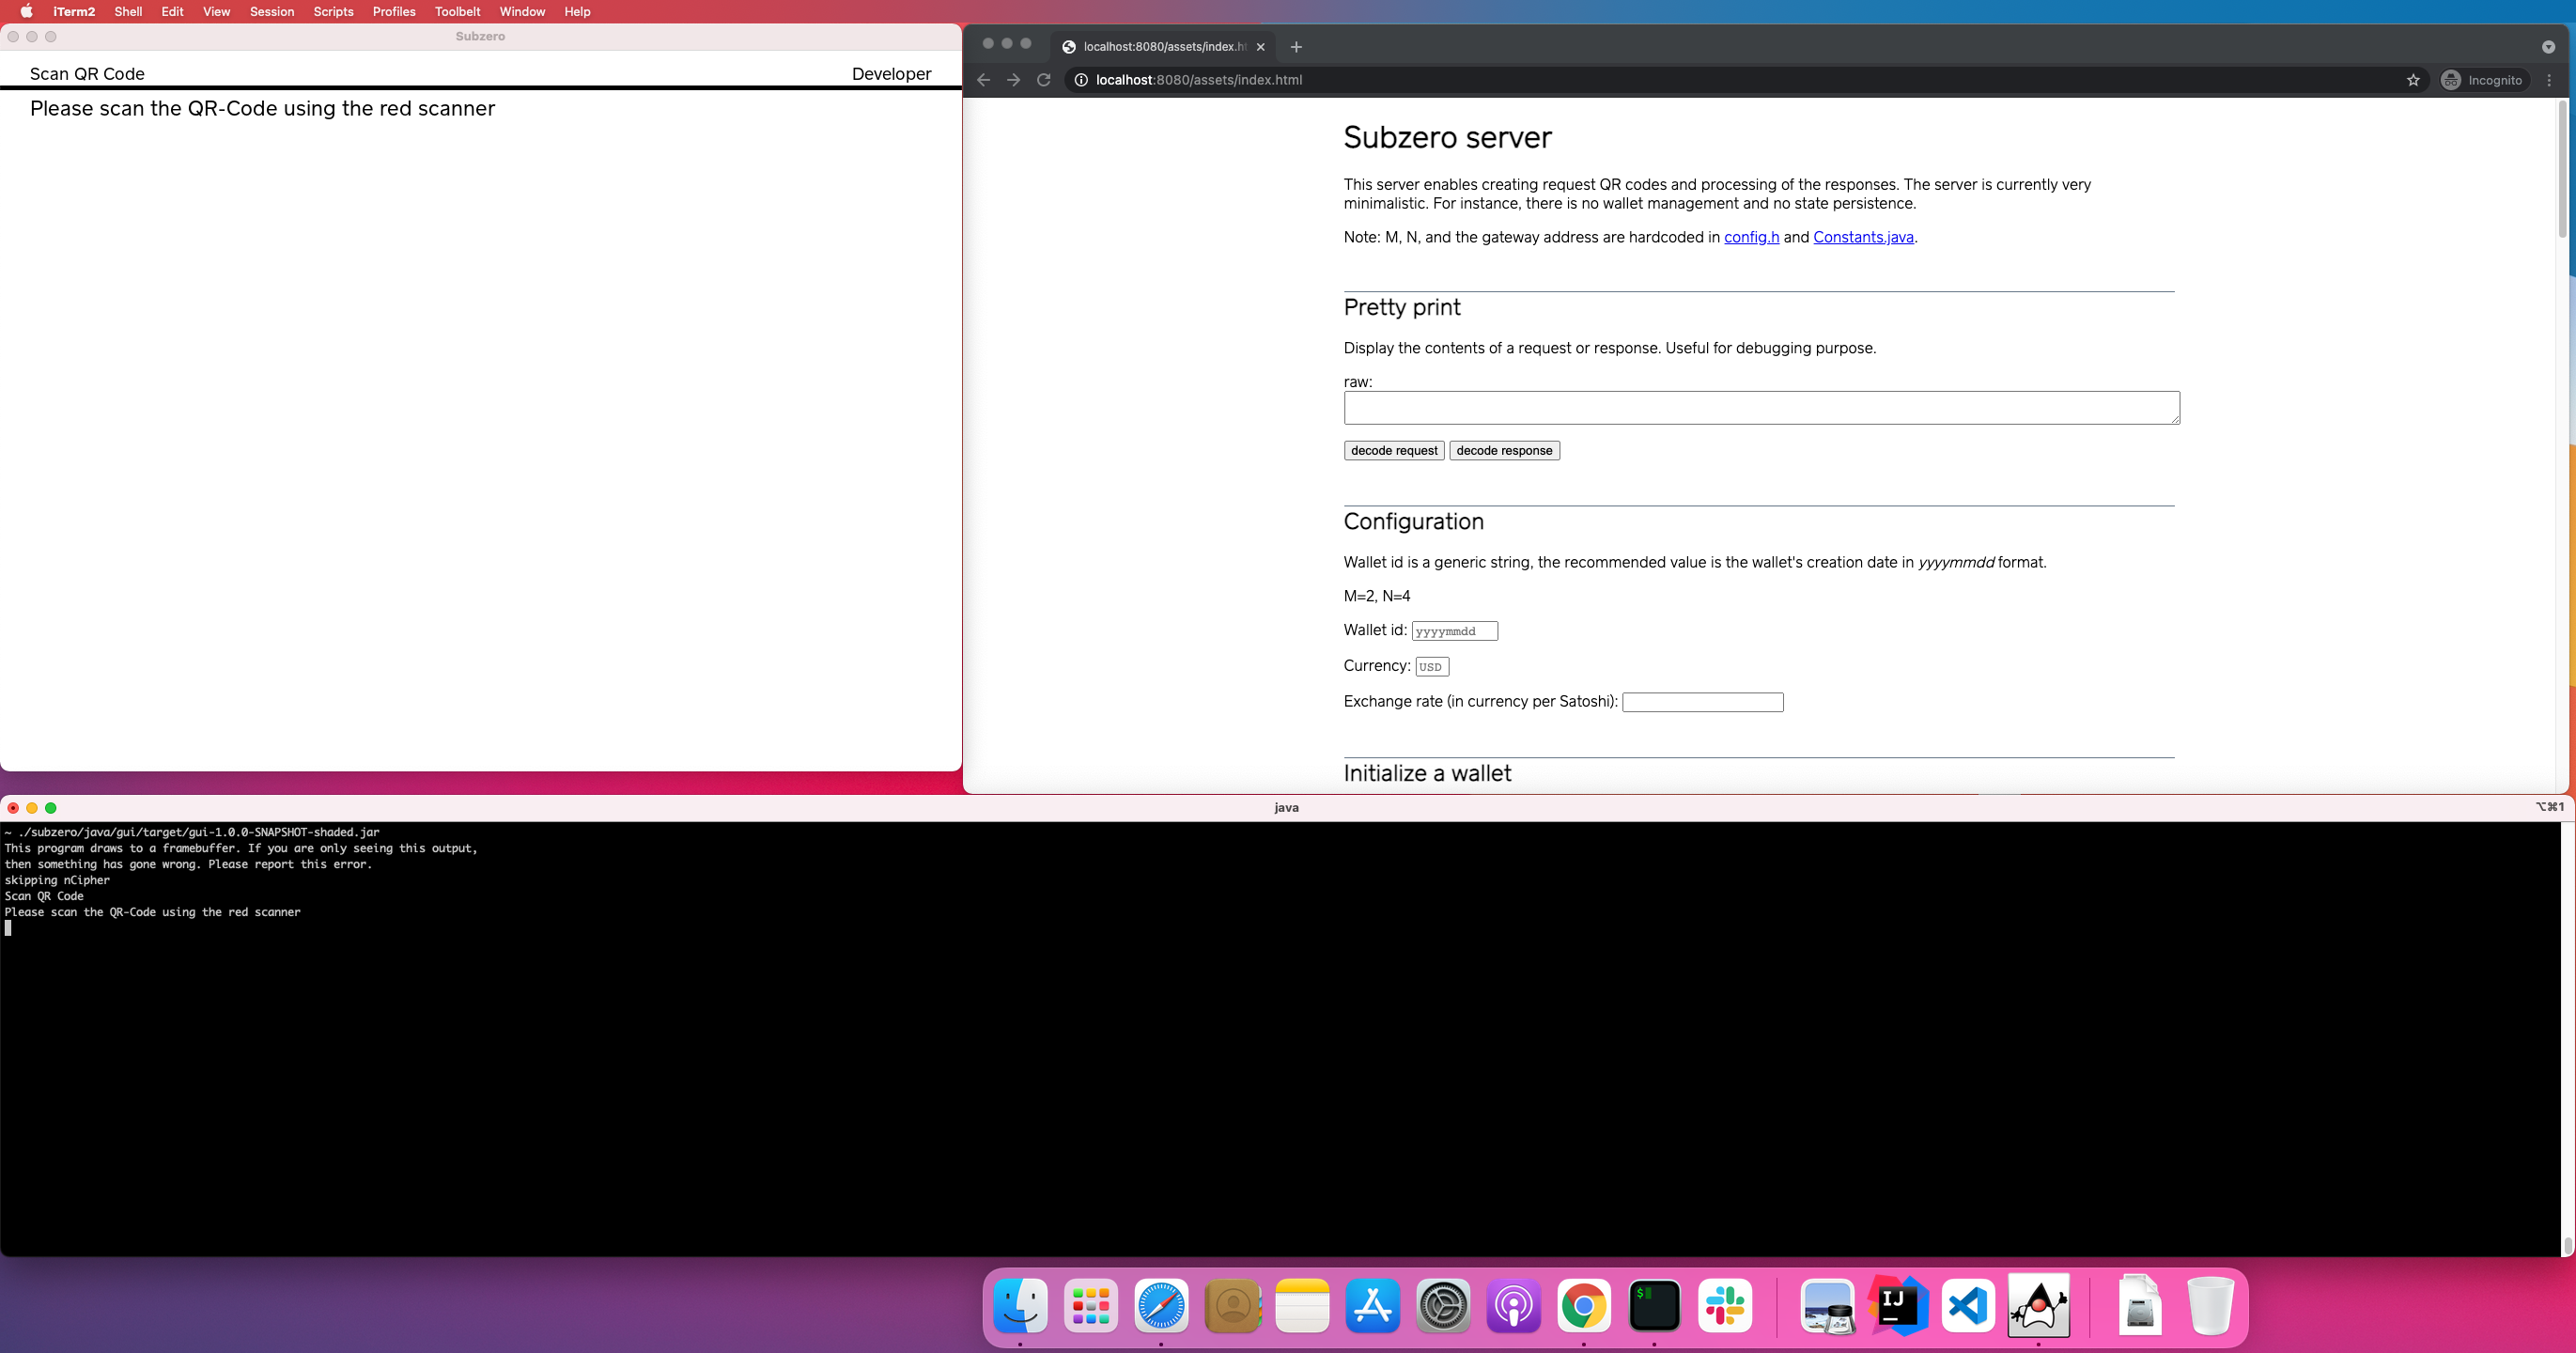 iTerm2 Shell Edit View Session Scripts Profiles Toolbelt Window Help
Subzero
Scan QR Code Developer
Please scan the QR-Code using the red scanner
localhost:8080/assets/index.h
localhost:8080/assets/index.html
Incognito
Subzero server
This server enables creating request QR codes and processing of the responses. The server is currently very
minimalistic. For instance, there is no wallet management and no state persistence.
Note: M, N, and the gateway address are hardcoded in config.h and Constants.java.
Pretty print
Display the contents of a request or response. Useful for debugging purpose.
raw:
decode request decode response
Configuration
Wallet id is a generic string, the recommended value is the wallet's creation date in yyyymmdd format.
M=2, N=4
Wallet id: yyyymmdd
Currency: USD
Exchange rate (in currency per Satoshi):
Initialize a wallet
java
⌥⌘1
~ ./subzero/java/gui/target/gui-1.0.0-SNAPSHOT-shaded.jar
This program draws to a framebuffer. If you are only seeing this output,
then something has gone wrong. Please report this error.
skipping nCipher
Scan QR Code
Please scan the QR-Code using the red scanner
$
IJ